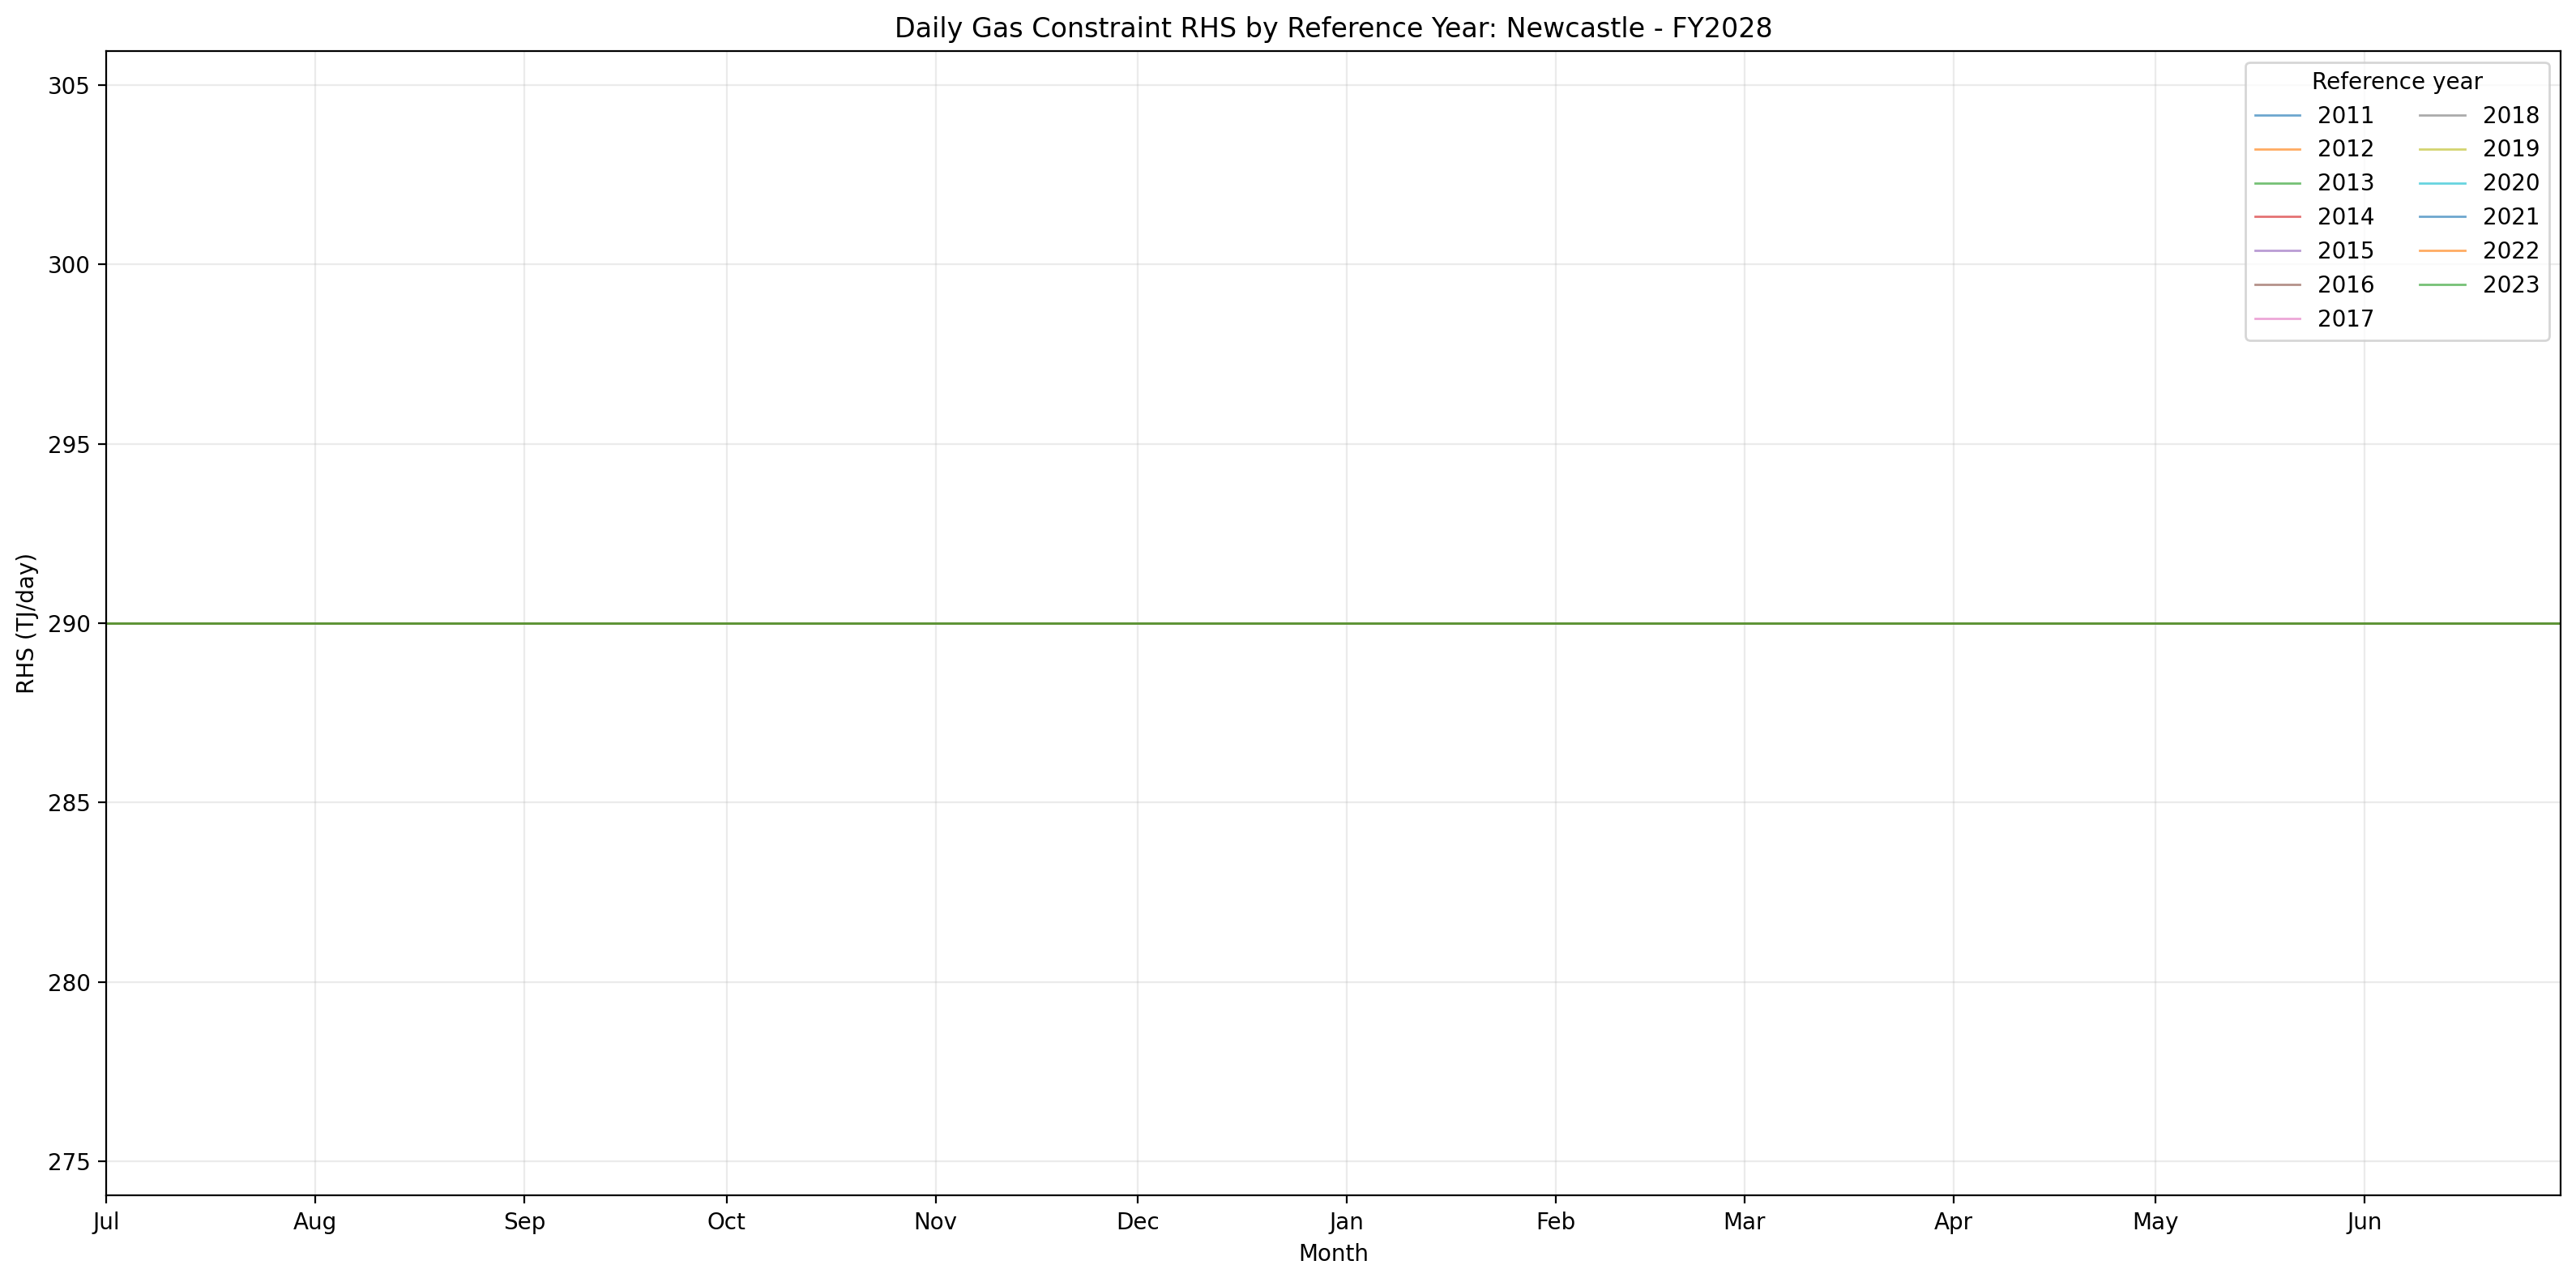 Daily Gas Constraint RHS by Reference Year: Newcastle - FY2028
305
300
295
290
285
280
275
RHS (TJ/day)
Reference year
2011 2018
2012 2019
2013 2020
2014 2021
2015 2022
2016 2023
2017
Jul Aug Sep Oct Nov Dec Jan Feb Mar Apr May Jun
Month